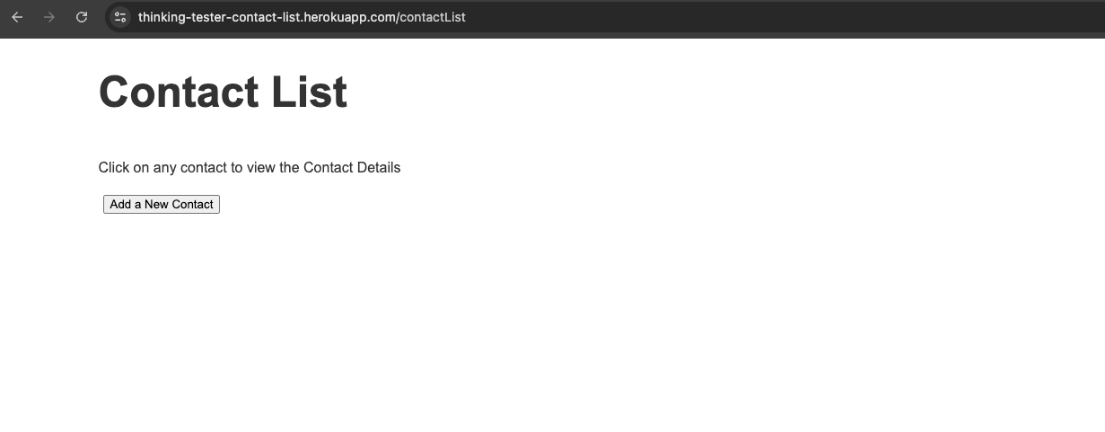 thinking-tester-contact-list.herokuapp.com/contactList
Contact List
Click on any contact to view the Contact Details
Add a New Contact